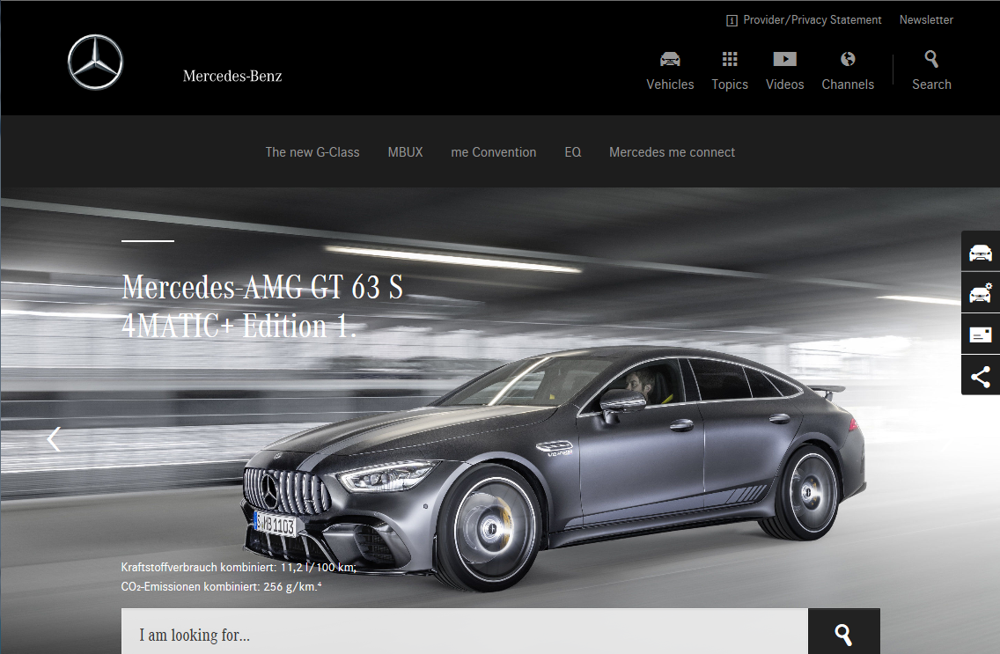 Provider/Privacy Statement Newsletter
Mercedes-Benz
Vehicles Topics Videos Channels Search
The new G-Class MBUX me Convention EQ Mercedes me connect
Mercedes-AMG GT 63 S
4MATIC+ Edition 1.
Kraftstoffverbrauch kombiniert: 11,2 l/100 km;
CO₂-Emissionen kombiniert: 256 g/km.⁴
I am looking for...